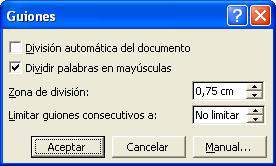 Guiones
División automática del documento
Dividir palabras en mayúsculas
Zona de división: 0,75 cm
Limitar guiones consecutivos a: No limitar
Aceptar Cancelar Manual...